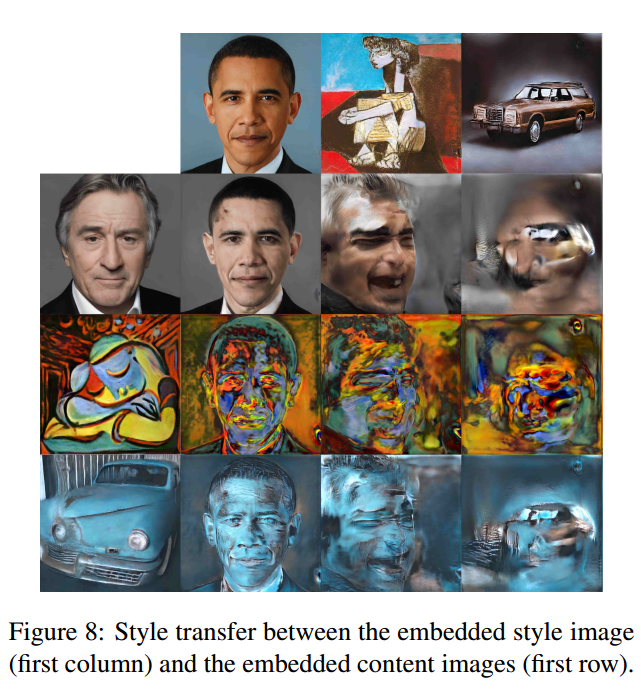 Figure 8: Style transfer between the embedded style image
(first column) and the embedded content images (first row).